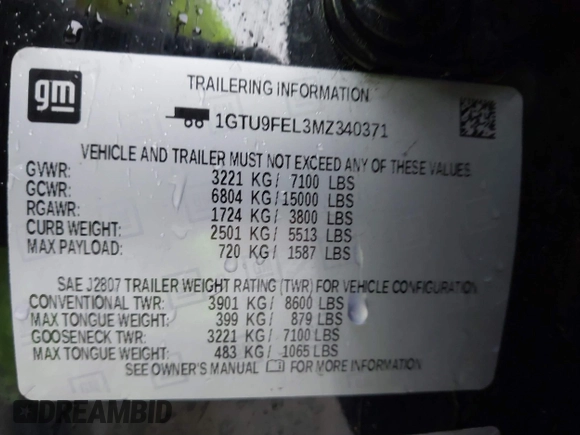 gm
TRAILERING INFORMATION
1GTU9FEL3MZ340371
VEHICLE AND TRAILER MUST NOT EXCEED ANY OF THESE VALUES
GVWR: 3221 KG/ 7100 LBS
GCWR: 6804 KG/15000 LBS
RGAWR: 1724 KG/ 3800 LBS
CURB WEIGHT: 2501 KG/ 5513 LBS
MAX PAYLOAD: 720 KG/ 1587 LBS
SAE J2807 TRAILER WEIGHT RATING (TWR) FOR VEHICLE CONFIGURATION
CONVENTIONAL TWR: 3901 KG/ 8600 LBS
MAX TONGUE WEIGHT: 399 KG/ 879 LBS
GOOSENECK TWR: 3221 KG/ 7100 LBS
MAX TONGUE WEIGHT: 483 KG/ 1065 LBS
SEE OWNER'S MANUAL FOR MORE INFORMATION
DREAMBID